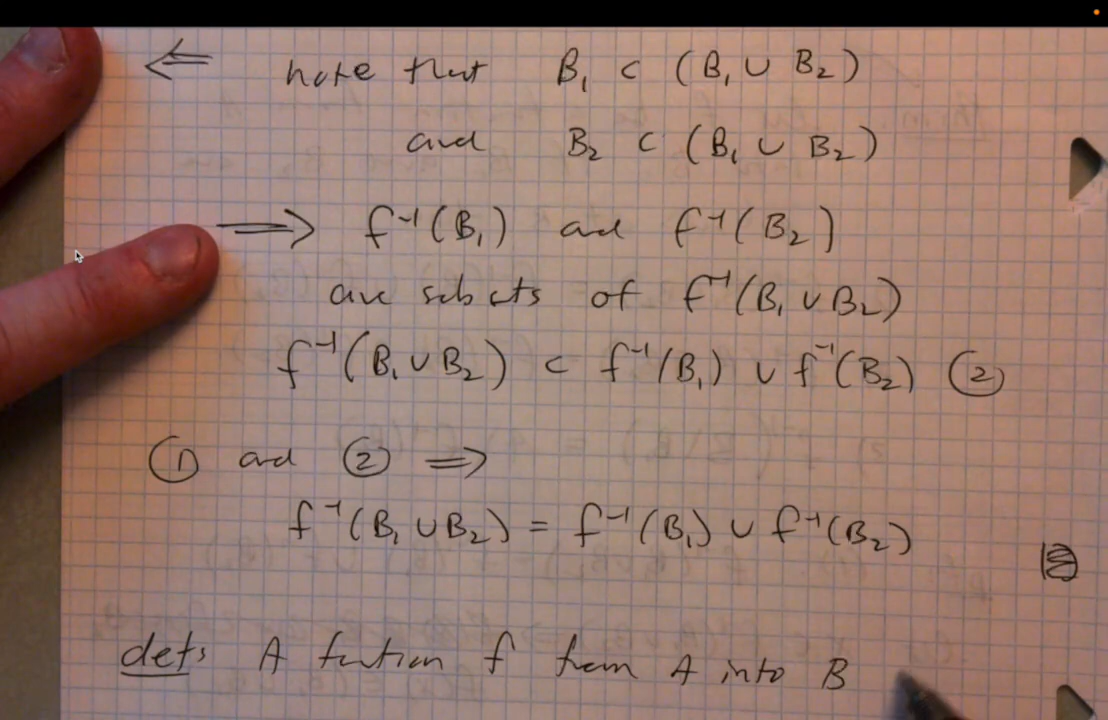 ⇐ note that B₁ ⊂ (B₁ ∪ B₂)
and B₂ ⊂ (B₁ ∪ B₂)
⟹ f⁻¹(B₁) and f⁻¹(B₂)
are subsets of f⁻¹(B₁ ∪ B₂)
f⁻¹(B₁ ∪ B₂) ⊂ f⁻¹(B₁) ∪ f⁻¹(B₂) ②
① and ② ⟹
f⁻¹(B₁ ∪ B₂) = f⁻¹(B₁) ∪ f⁻¹(B₂)
defs A function f from A into B